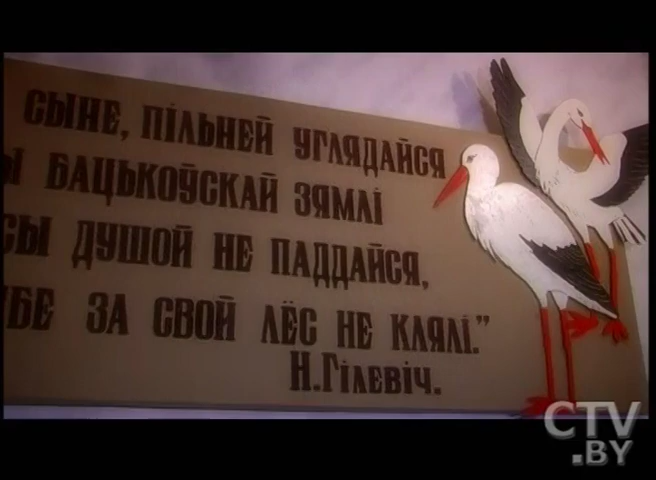 СЫНЕ, ПІЛЬНЕЙ УГЛЯДАЙСЯ
БАЦЬКОЎСКАЙ ЗЯМЛІ
ДУШОЙ НЕ ПАДДАЙСЯ,
ЗА СВОЙ ЛЁС НЕ КЛЯЛІ.”
Н.Гілевіч.
CTV
.BY